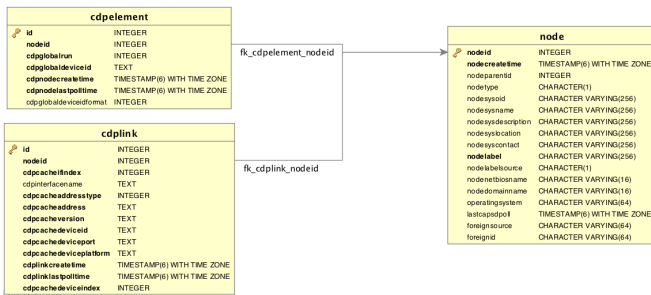 cdpelement
id INTEGER
nodeid INTEGER
cdpglobalrun INTEGER
cdpglobaldeviceid TEXT
cdpnodecreatetime TIMESTAMP(6) WITH TIME ZONE
cdpnodelastpolltime TIMESTAMP(6) WITH TIME ZONE
cdpglobaldeviceidformat INTEGER
fk_cdpelement_nodeid
cdplink
id INTEGER
nodeid INTEGER
cdpcacheifindex INTEGER
cdpinterfacename TEXT
cdpcacheaddresstype INTEGER
cdpcacheaddress TEXT
cdpcacheversion TEXT
cdpcachedeviceid TEXT
cdpcachedeviceport TEXT
cdpcachedeviceplatform TEXT
cdplinkcreatetime TIMESTAMP(6) WITH TIME ZONE
cdplinklastpolltime TIMESTAMP(6) WITH TIME ZONE
cdpcachedeviceindex INTEGER
fk_cdplink_nodeid
node
nodeid INTEGER
nodecreatetime TIMESTAMP(6) WITH TIME ZONE
nodeparentid INTEGER
nodetype CHARACTER(1)
nodesysoid CHARACTER VARYING(256)
nodesysname CHARACTER VARYING(256)
nodesysdescription CHARACTER VARYING(256)
nodesyslocation CHARACTER VARYING(256)
nodesyscontact CHARACTER VARYING(256)
nodelabel CHARACTER VARYING(256)
nodelabelsource CHARACTER(1)
nodenetbiosname CHARACTER VARYING(16)
nodedomainname CHARACTER VARYING(16)
operatingsystem CHARACTER VARYING(64)
lastcapsdpoll TIMESTAMP(6) WITH TIME ZONE
foreignsource CHARACTER VARYING(64)
foreignid CHARACTER VARYING(64)